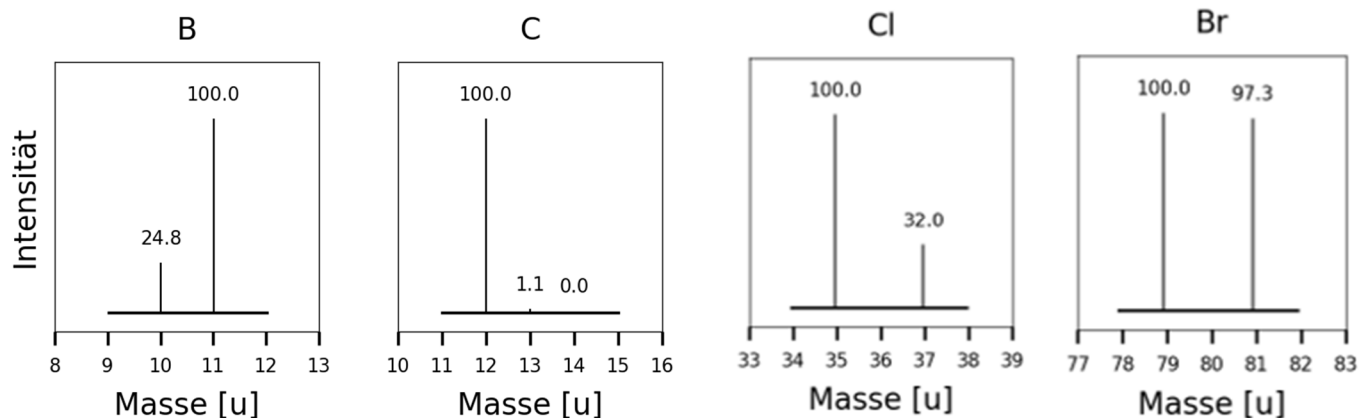 B
C
Cl
Br
Intensität
24.8
100.0
100.0
1.1
0.0
100.0
32.0
100.0
97.3
8 9 10 11 12 13
10 11 12 13 14 15 16
33 34 35 36 37 38 39
77 78 79 80 81 82 83
Masse [u]
Masse [u]
Masse [u]
Masse [u]